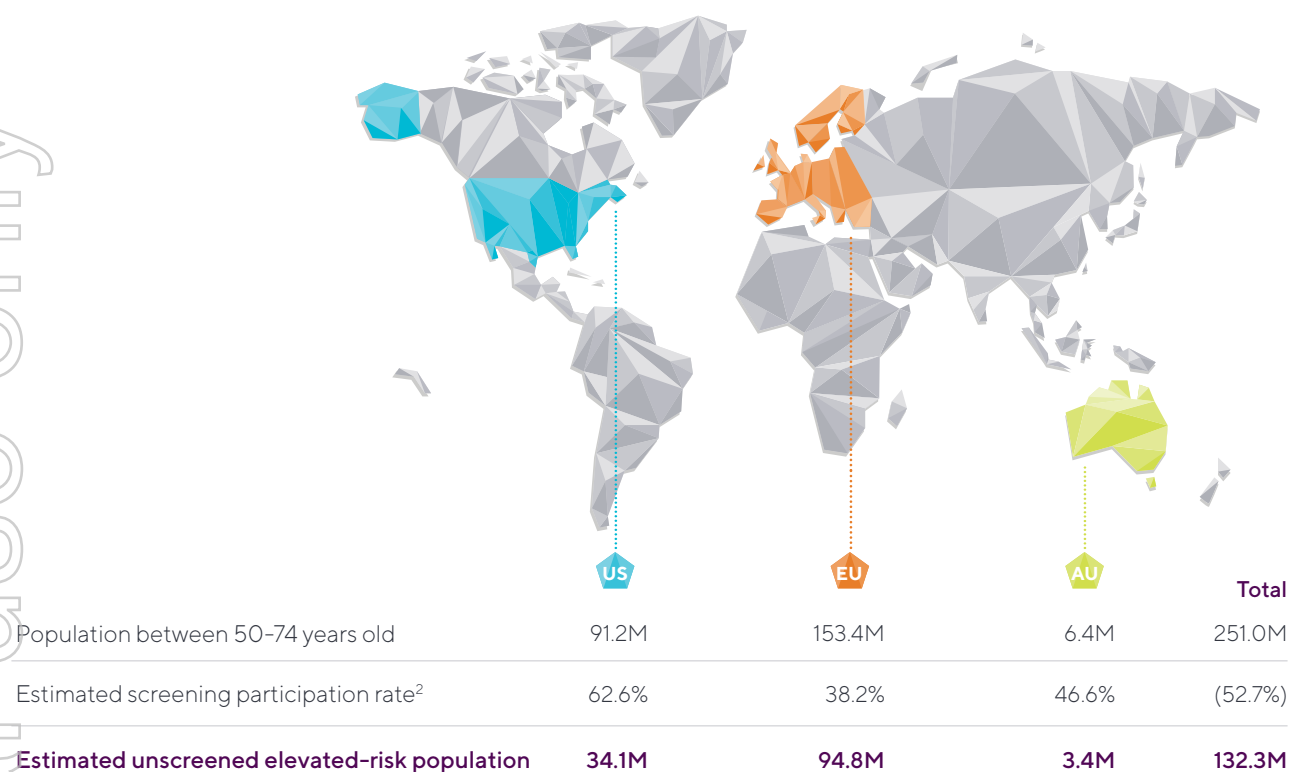 US EU AU
Total
Population between 50–74 years old 91.2M 153.4M 6.4M 251.0M
Estimated screening participation rate² 62.6% 38.2% 46.6% (52.7%)
Estimated unscreened elevated-risk population 34.1M 94.8M 3.4M 132.3M